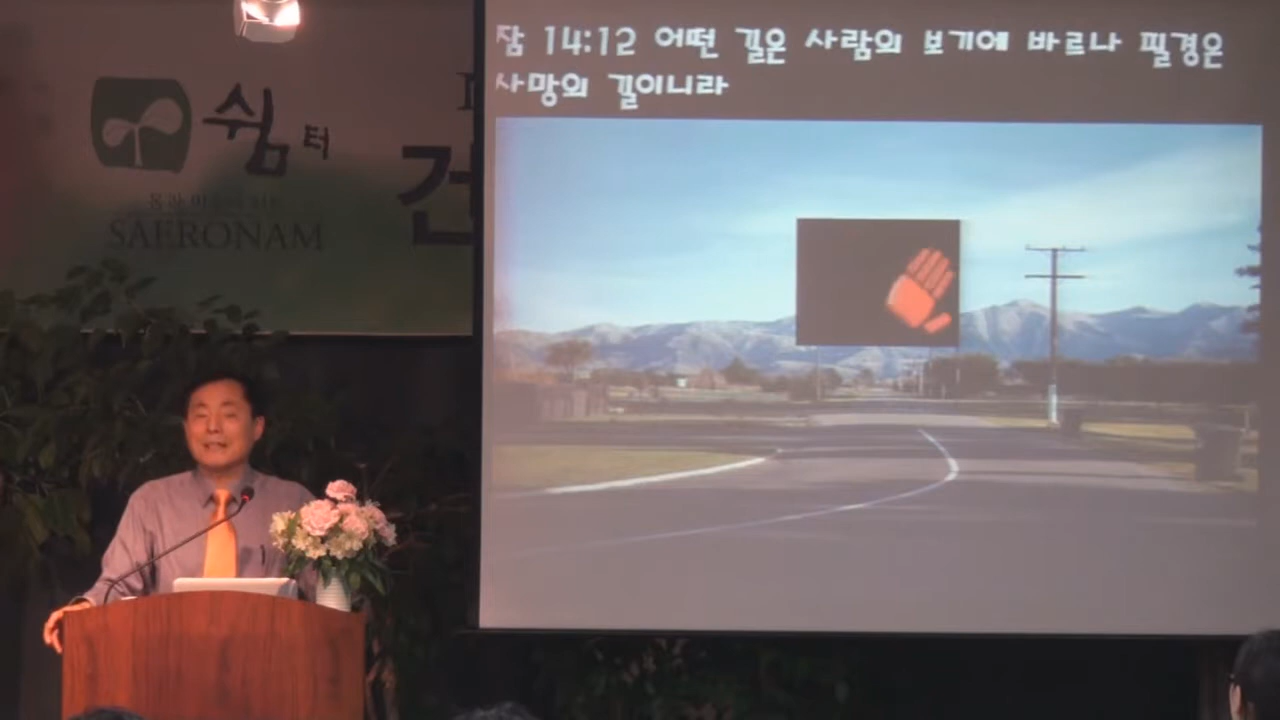 잠 14:12 어떤 길은 사람의 보기에 바르나 필경은
사망의 길이니라
쉼터
SAERONAM
건